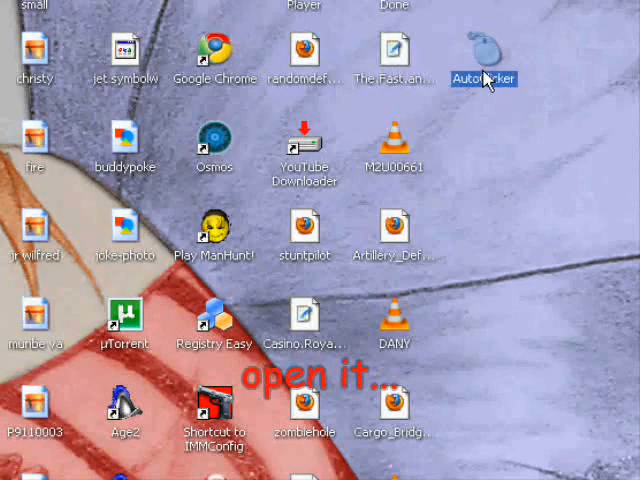 small
Player
Done
christy
jet symbolw
Google Chrome
randomdef...
The.Fast.an...
fire
buddypoke
Osmos
YouTube
Downloader
M2U00661
jr wilfred
joke-photo
Play ManHunt!
stuntpilot
Artillery_Def...
munbe va
µTorrent
Registry Easy
Casino.Roya...
DANY
open it...
P9110003
Age2
Shortcut to
IMMConfig
zombiehole
Cargo_Bridg...